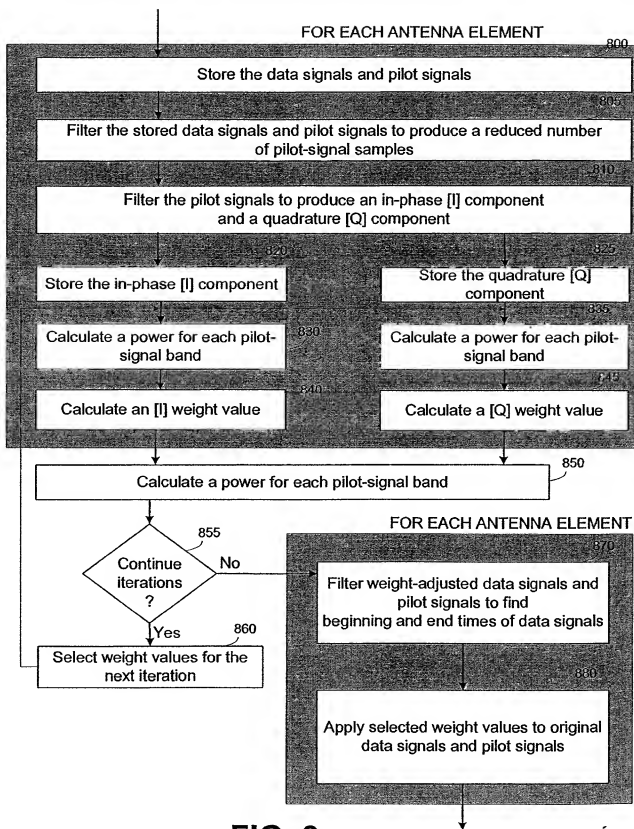 FOR EACH ANTENNA ELEMENT
800
Store the data signals and pilot signals
805
Filter the stored data signals and pilot signals to produce a reduced number
of pilot-signal samples
810
Filter the pilot signals to produce an in-phase [I] component
and a quadrature [Q] component
820
825
Store the in-phase [I] component
Store the quadrature [Q]
component
830
835
Calculate a power for each pilot-
signal band
Calculate a power for each pilot-
signal band
840
845
Calculate an [I] weight value
Calculate a [Q] weight value
850
Calculate a power for each pilot-signal band
855
FOR EACH ANTENNA ELEMENT
870
Continue
iterations
?
No
Filter weight-adjusted data signals and
pilot signals to find
beginning and end times of data signals
Yes
860
Select weight values for the
next iteration
880
Apply selected weight values to original
data signals and pilot signals